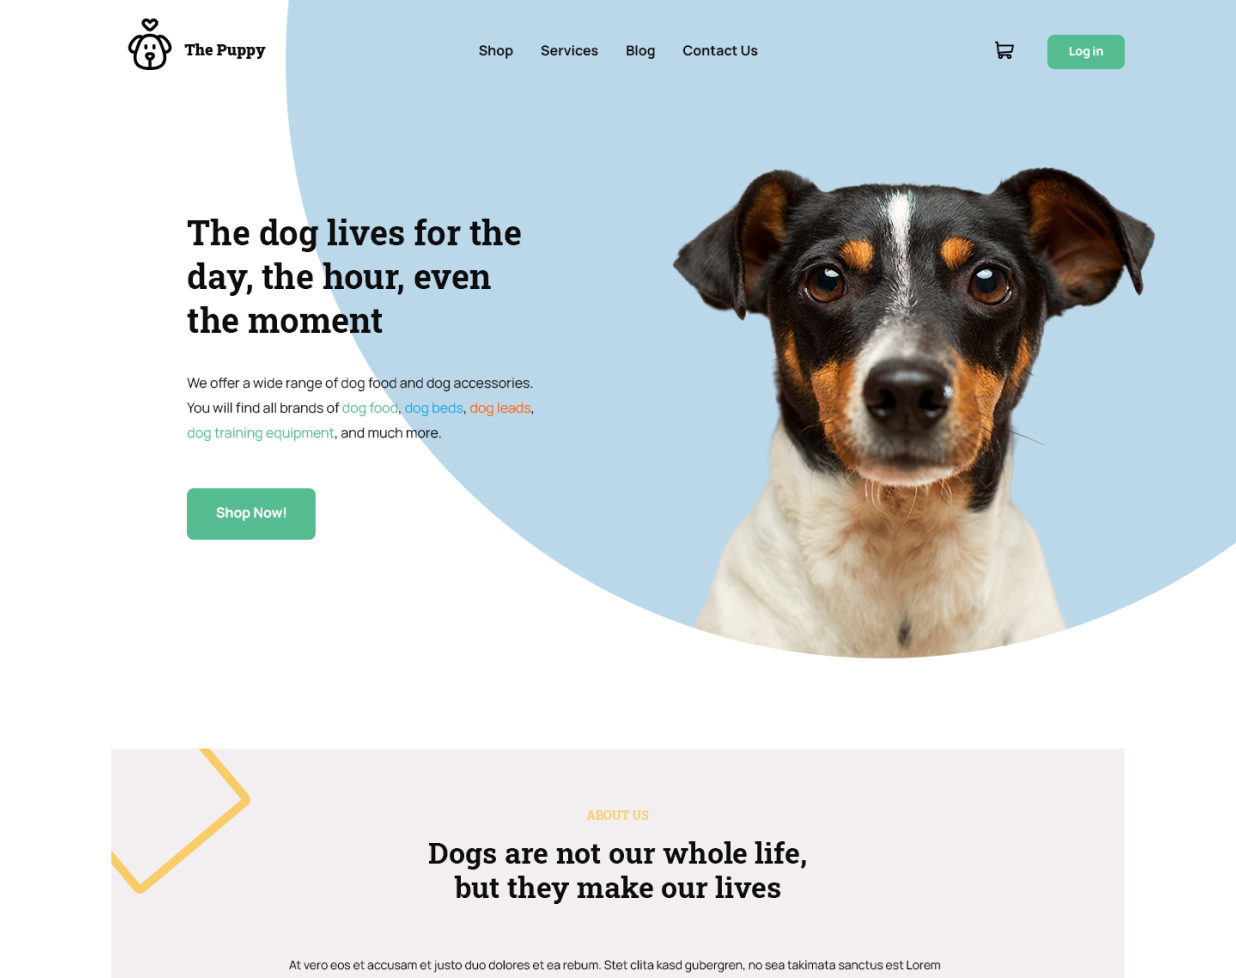 The Puppy
Shop Services Blog Contact Us
Log in
The dog lives for the
day, the hour, even
the moment
We offer a wide range of dog food and dog accessories.
You will find all brands of dog food, dog beds, dog leads,
dog training equipment, and much more.
Shop Now!
ABOUT US
Dogs are not our whole life,
but they make our lives
At vero eos et accusam et justo duo dolores et ea rebum. Stet clita kasd gubergren, no sea takimata sanctus est Lorem